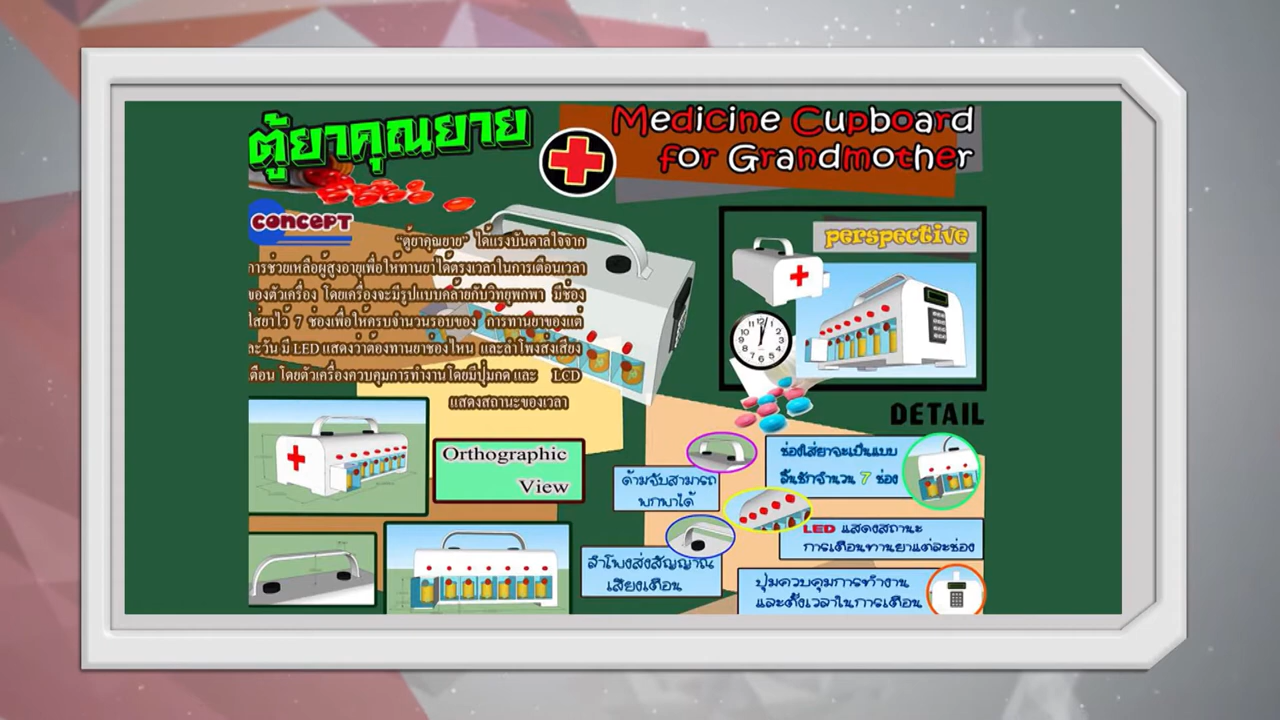 ตู้ยาคุณยาย
Medicine Cupboard
for Grandmother
concept
“ตู้ยาคุณยาย” ได้แรงบันดาลใจจาก
การช่วยเหลือผู้สูงอายุเพื่อให้ทานยาได้ตรงเวลาในการเตือนเวลา
ของตัวเครื่อง โดยเครื่องจะมีรูปแบบคล้ายกับวิทยุพกพา มีช่อง
ใส่ยาไว้ 7 ช่องเพื่อให้ครบจำนวนรอบของ การทานยาของแต่
ละวัน มี LED แสดงว่าต้องทานยาช่องไหน และลำโพงส่งเสียง
เตือน โดยตัวเครื่องควบคุมการทำงานโดยมีปุ่มกด และ LCD
แสดงสถานะของเวลา
perspective
DETAIL
Orthographic
View
ด้ามจับสามารถ
พกพาได้
ช่องใส่ยาจะเป็นแบบ
ลิ้นชักจำนวน 7 ช่อง
LED แสดงสถานะ
การเตือนทานยาแต่ละช่อง
ลำโพงส่งสัญญาณ
เสียงเตือน
ปุ่มควบคุมการทำงาน
และตั้งเวลาในการเตือน